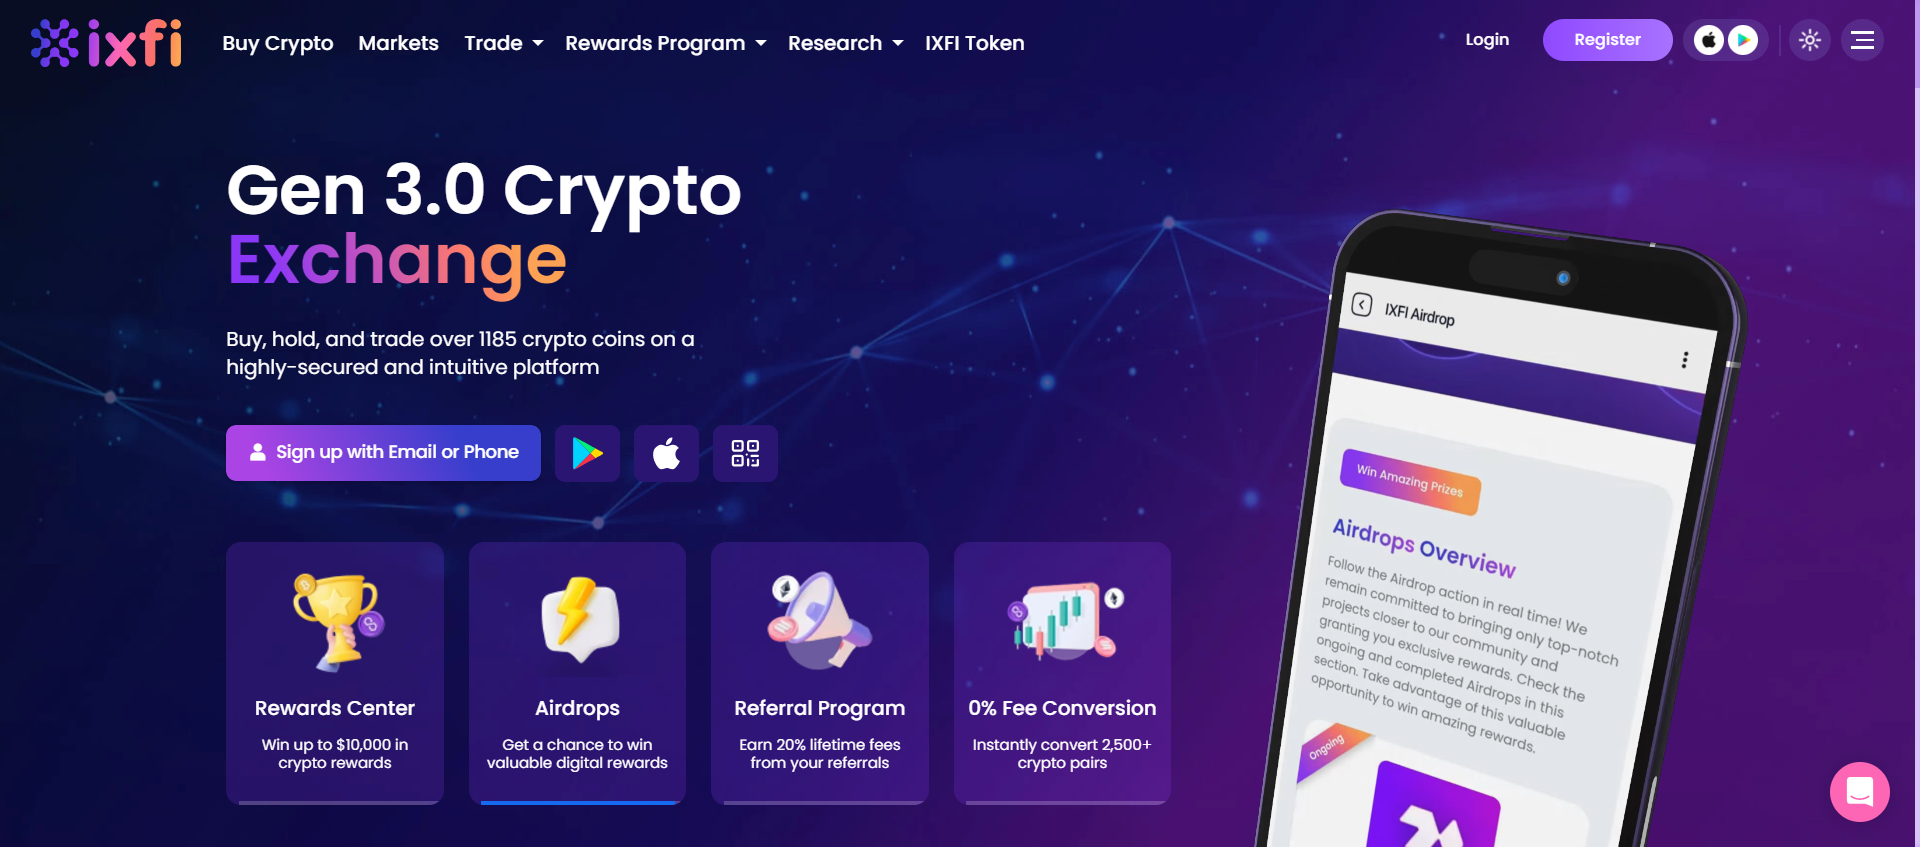 ixfi
Buy Crypto
Markets
Trade
Rewards Program
Research
IXFI Token
Login
Register
Gen 3.0 Crypto
Exchange
Buy, hold, and trade over 1185 crypto coins on a
highly-secured and intuitive platform
Sign up with Email or Phone
Rewards Center
Win up to $10,000 in
crypto rewards
Airdrops
Get a chance to win
valuable digital rewards
Referral Program
Earn 20% lifetime fees
from your referrals
0% Fee Conversion
Instantly convert 2,500+
crypto pairs
IXFI Airdrop
Win Amazing Prizes
Airdrops Overview
Follow the Airdrop action in real time! We
remain committed to bringing only top-notch
projects closer to our community and
granting you exclusive rewards. Check the
ongoing and completed Airdrops in this
section. Take advantage of this valuable
opportunity to win amazing rewards.
Ongoing